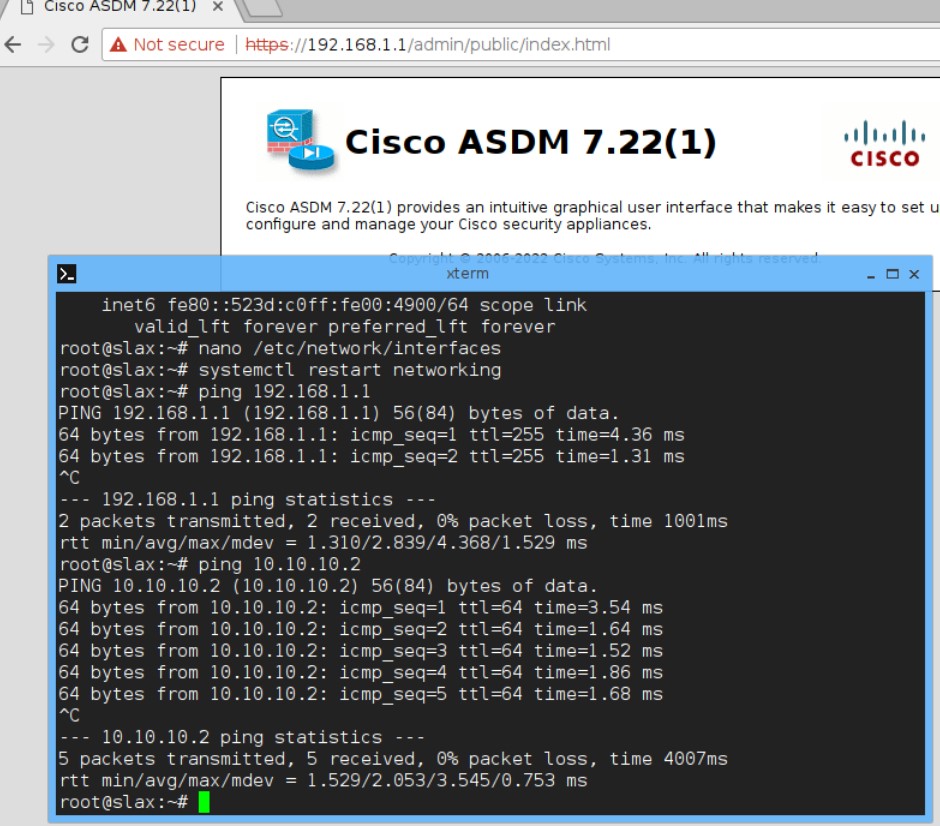 Cisco ASDM 7.22(1)
Not secure | https://192.168.1.1/admin/public/index.html
Cisco ASDM 7.22(1)
CISCO
Cisco ASDM 7.22(1) provides an intuitive graphical user interface that makes it easy to set u
configure and manage your Cisco security appliances.
Copyright © 2006-2022 Cisco Systems, Inc. All rights reserved.
xterm
inet6 fe80::523d:c0ff:fe00:4900/64 scope link
valid_lft forever preferred_lft forever
root@slax:~# nano /etc/network/interfaces
root@slax:~# systemctl restart networking
root@slax:~# ping 192.168.1.1
PING 192.168.1.1 (192.168.1.1) 56(84) bytes of data.
64 bytes from 192.168.1.1: icmp_seq=1 ttl=255 time=4.36 ms
64 bytes from 192.168.1.1: icmp_seq=2 ttl=255 time=1.31 ms
^C
--- 192.168.1.1 ping statistics ---
2 packets transmitted, 2 received, 0% packet loss, time 1001ms
rtt min/avg/max/mdev = 1.310/2.839/4.368/1.529 ms
root@slax:~# ping 10.10.10.2
PING 10.10.10.2 (10.10.10.2) 56(84) bytes of data.
64 bytes from 10.10.10.2: icmp_seq=1 ttl=64 time=3.54 ms
64 bytes from 10.10.10.2: icmp_seq=2 ttl=64 time=1.64 ms
64 bytes from 10.10.10.2: icmp_seq=3 ttl=64 time=1.52 ms
64 bytes from 10.10.10.2: icmp_seq=4 ttl=64 time=1.86 ms
64 bytes from 10.10.10.2: icmp_seq=5 ttl=64 time=1.68 ms
^C
--- 10.10.10.2 ping statistics ---
5 packets transmitted, 5 received, 0% packet loss, time 4007ms
rtt min/avg/max/mdev = 1.529/2.053/3.545/0.753 ms
root@slax:~#